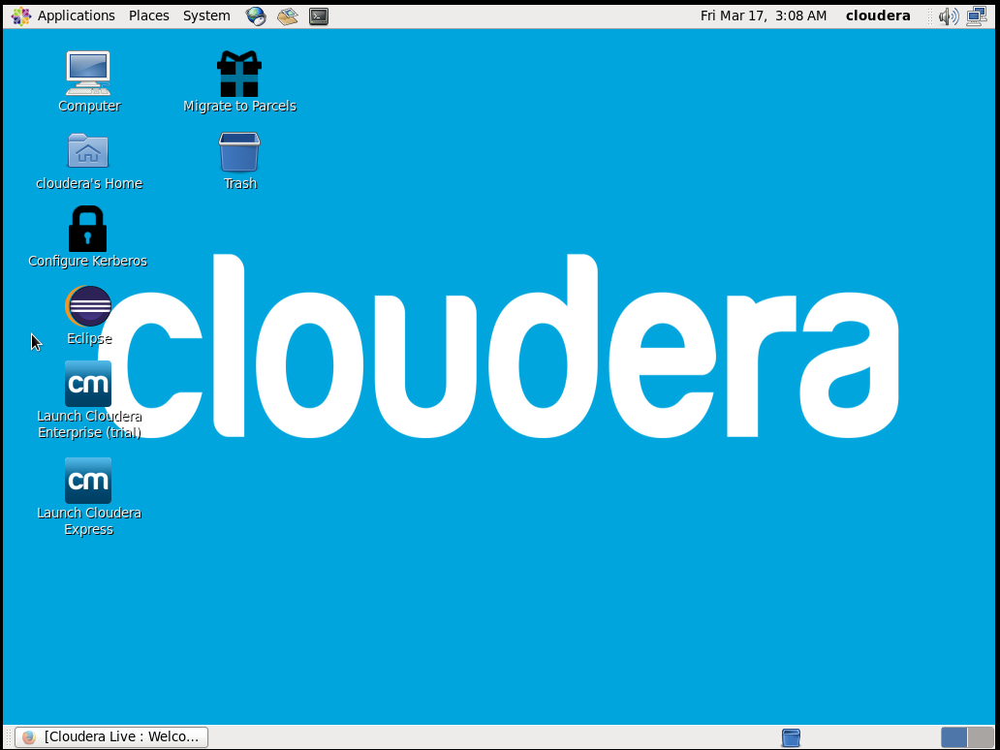 Applications Places System Fri Mar 17, 3:08 AM cloudera
Computer
Migrate to Parcels
cloudera's Home
Trash
Configure Kerberos
Eclipse
cloudera
cm
Launch Cloudera
Enterprise (trial)
cm
Launch Cloudera
Express
[Cloudera Live : Welco...